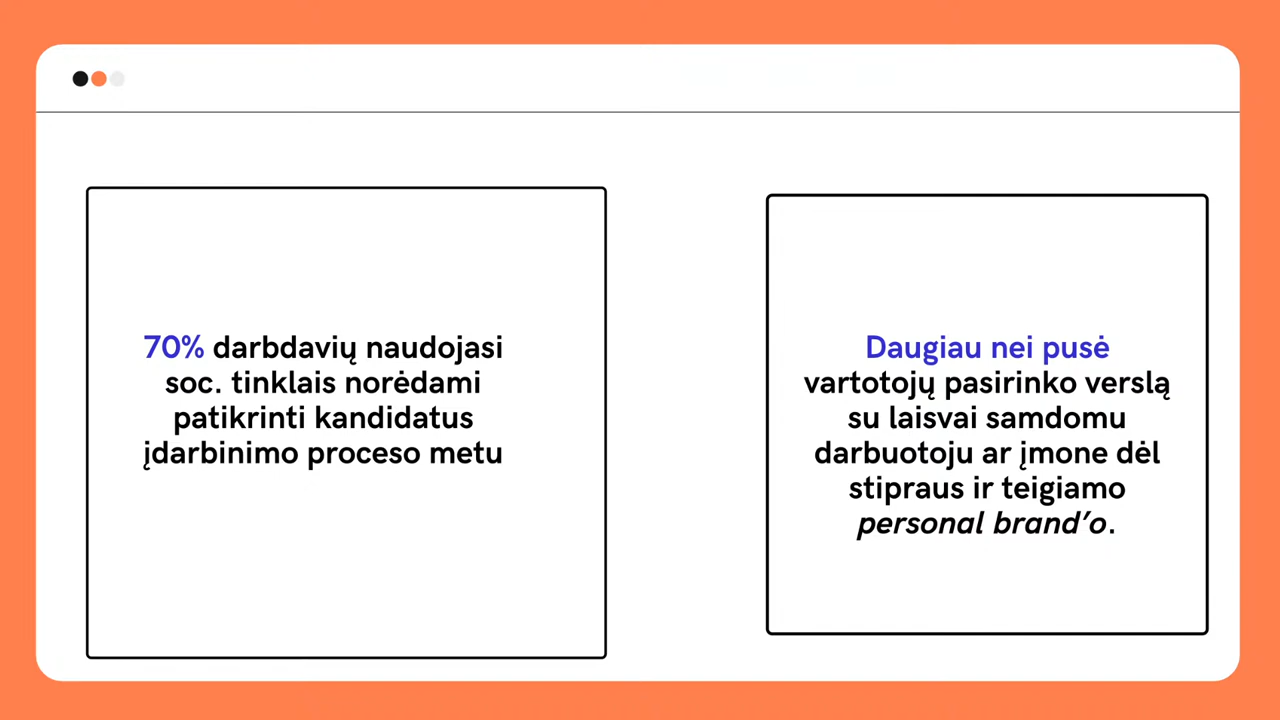 70% darbdavių naudojasi
soc. tinklais norėdami
patikrinti kandidatus
įdarbinimo proceso metu
Daugiau nei pusė
vartotojų pasirinko verslą
su laisvai samdomu
darbuotoju ar įmone dėl
stipraus ir teigiamo
personal brand’o.